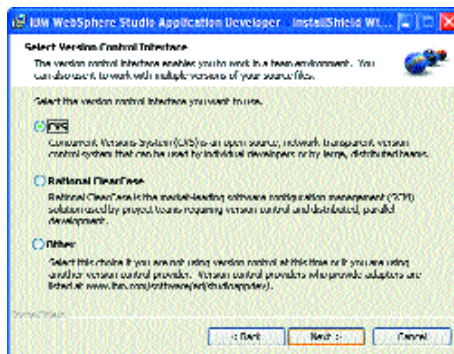 IBM WebSphere Studio Application Developer - InstallShield Wi...
Select Version Control Interface
The version control interface enables you to work in a team environment. You
can also use it to work with multiple versions of your source files.
Select the version control interface you want to use.
CVS
Concurrent Versions System (CVS) is an open source, network transparent version
control system that can be used by individual developers or by large, distributed teams.
Rational ClearCase
Rational ClearCase is the market-leading software configuration management (SCM)
solution used by project teams requiring version control and distributed, parallel
development.
Other
Select this choice if you are not using version control at this time or if you are using
another version control provider. Version control providers who provide adapters are
listed at www.ibm.com/software/ad/studioappdev/.
InstallShield
< Back
Next >
Cancel